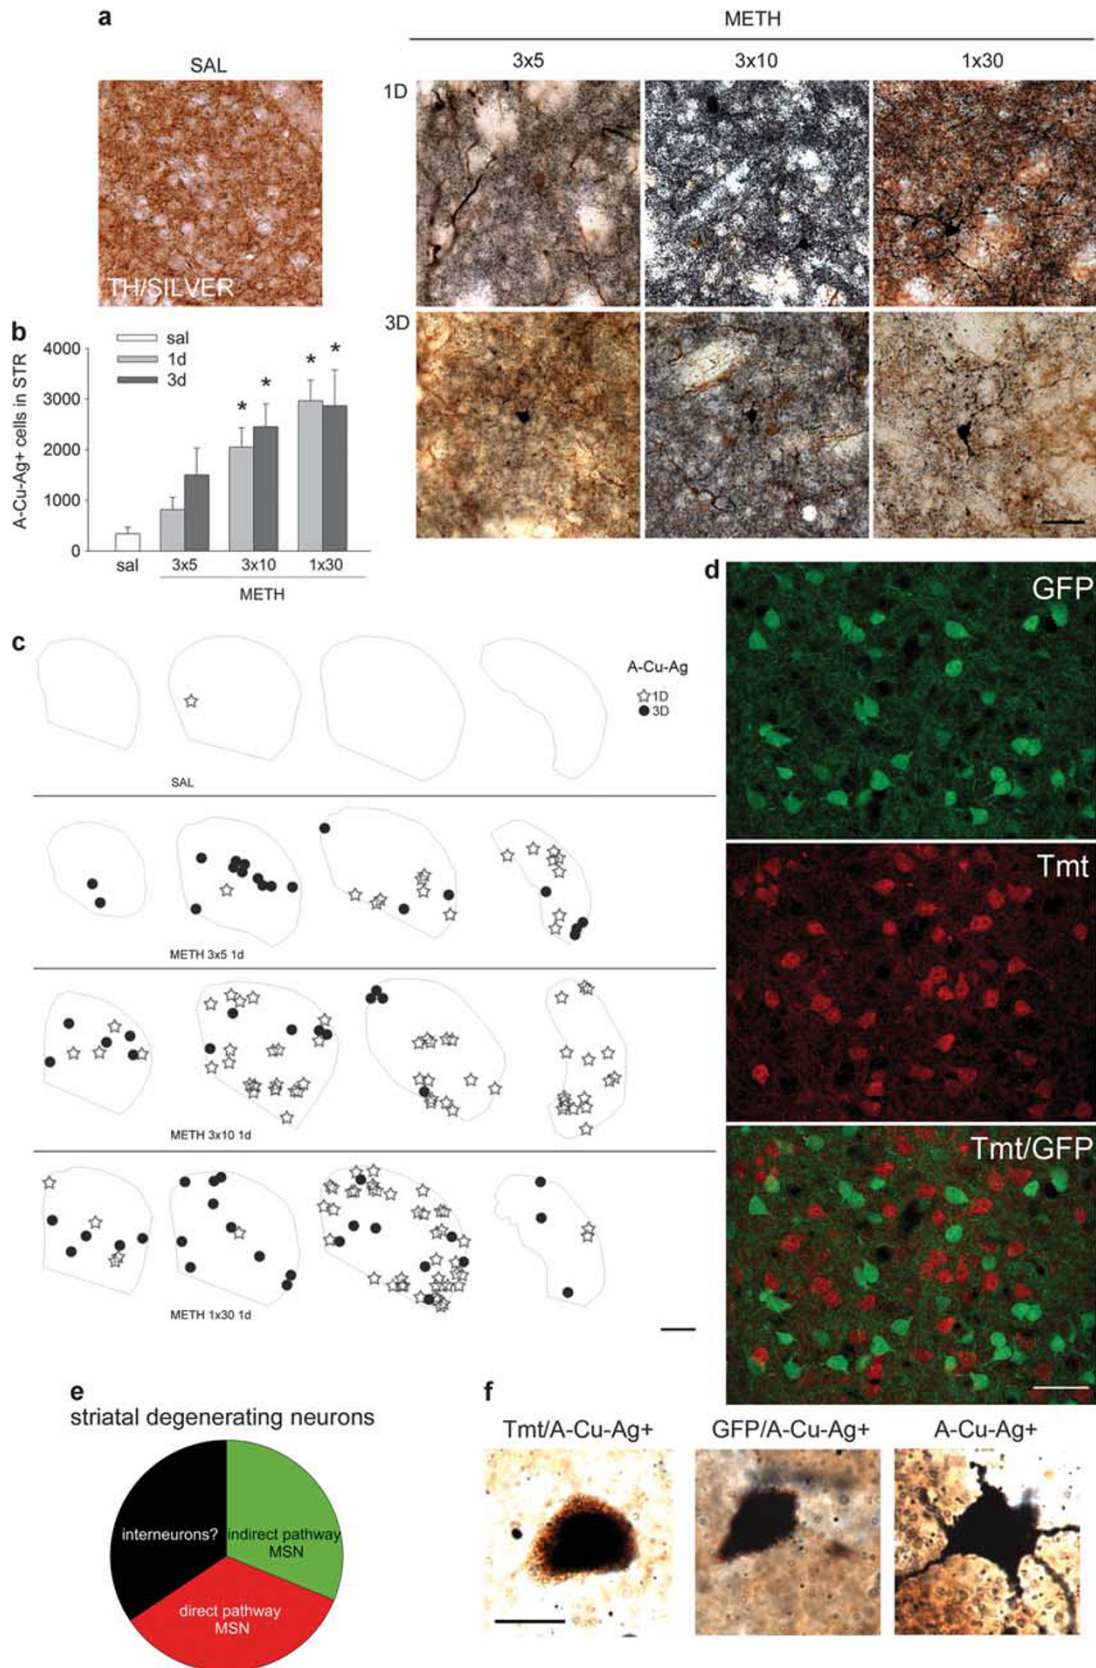 a
METH
SAL
3x5
3x10
1x30
1D
TH/SILVER
3D
b
sal
1d
3d
A-Cu-Ag+ cells in STR
4000
3000
2000
1000
0
* * * *
sal
3x5
3x10
1x30
METH
c
A-Cu-Ag
1D
3D
SAL
METH 3x5 1d
METH 3x10 1d
METH 1x30 1d
d
GFP
Tmt
Tmt/GFP
e
striatal degenerating neurons
interneurons?
indirect pathway
MSN
direct pathway
MSN
f
Tmt/A-Cu-Ag+
GFP/A-Cu-Ag+
A-Cu-Ag+